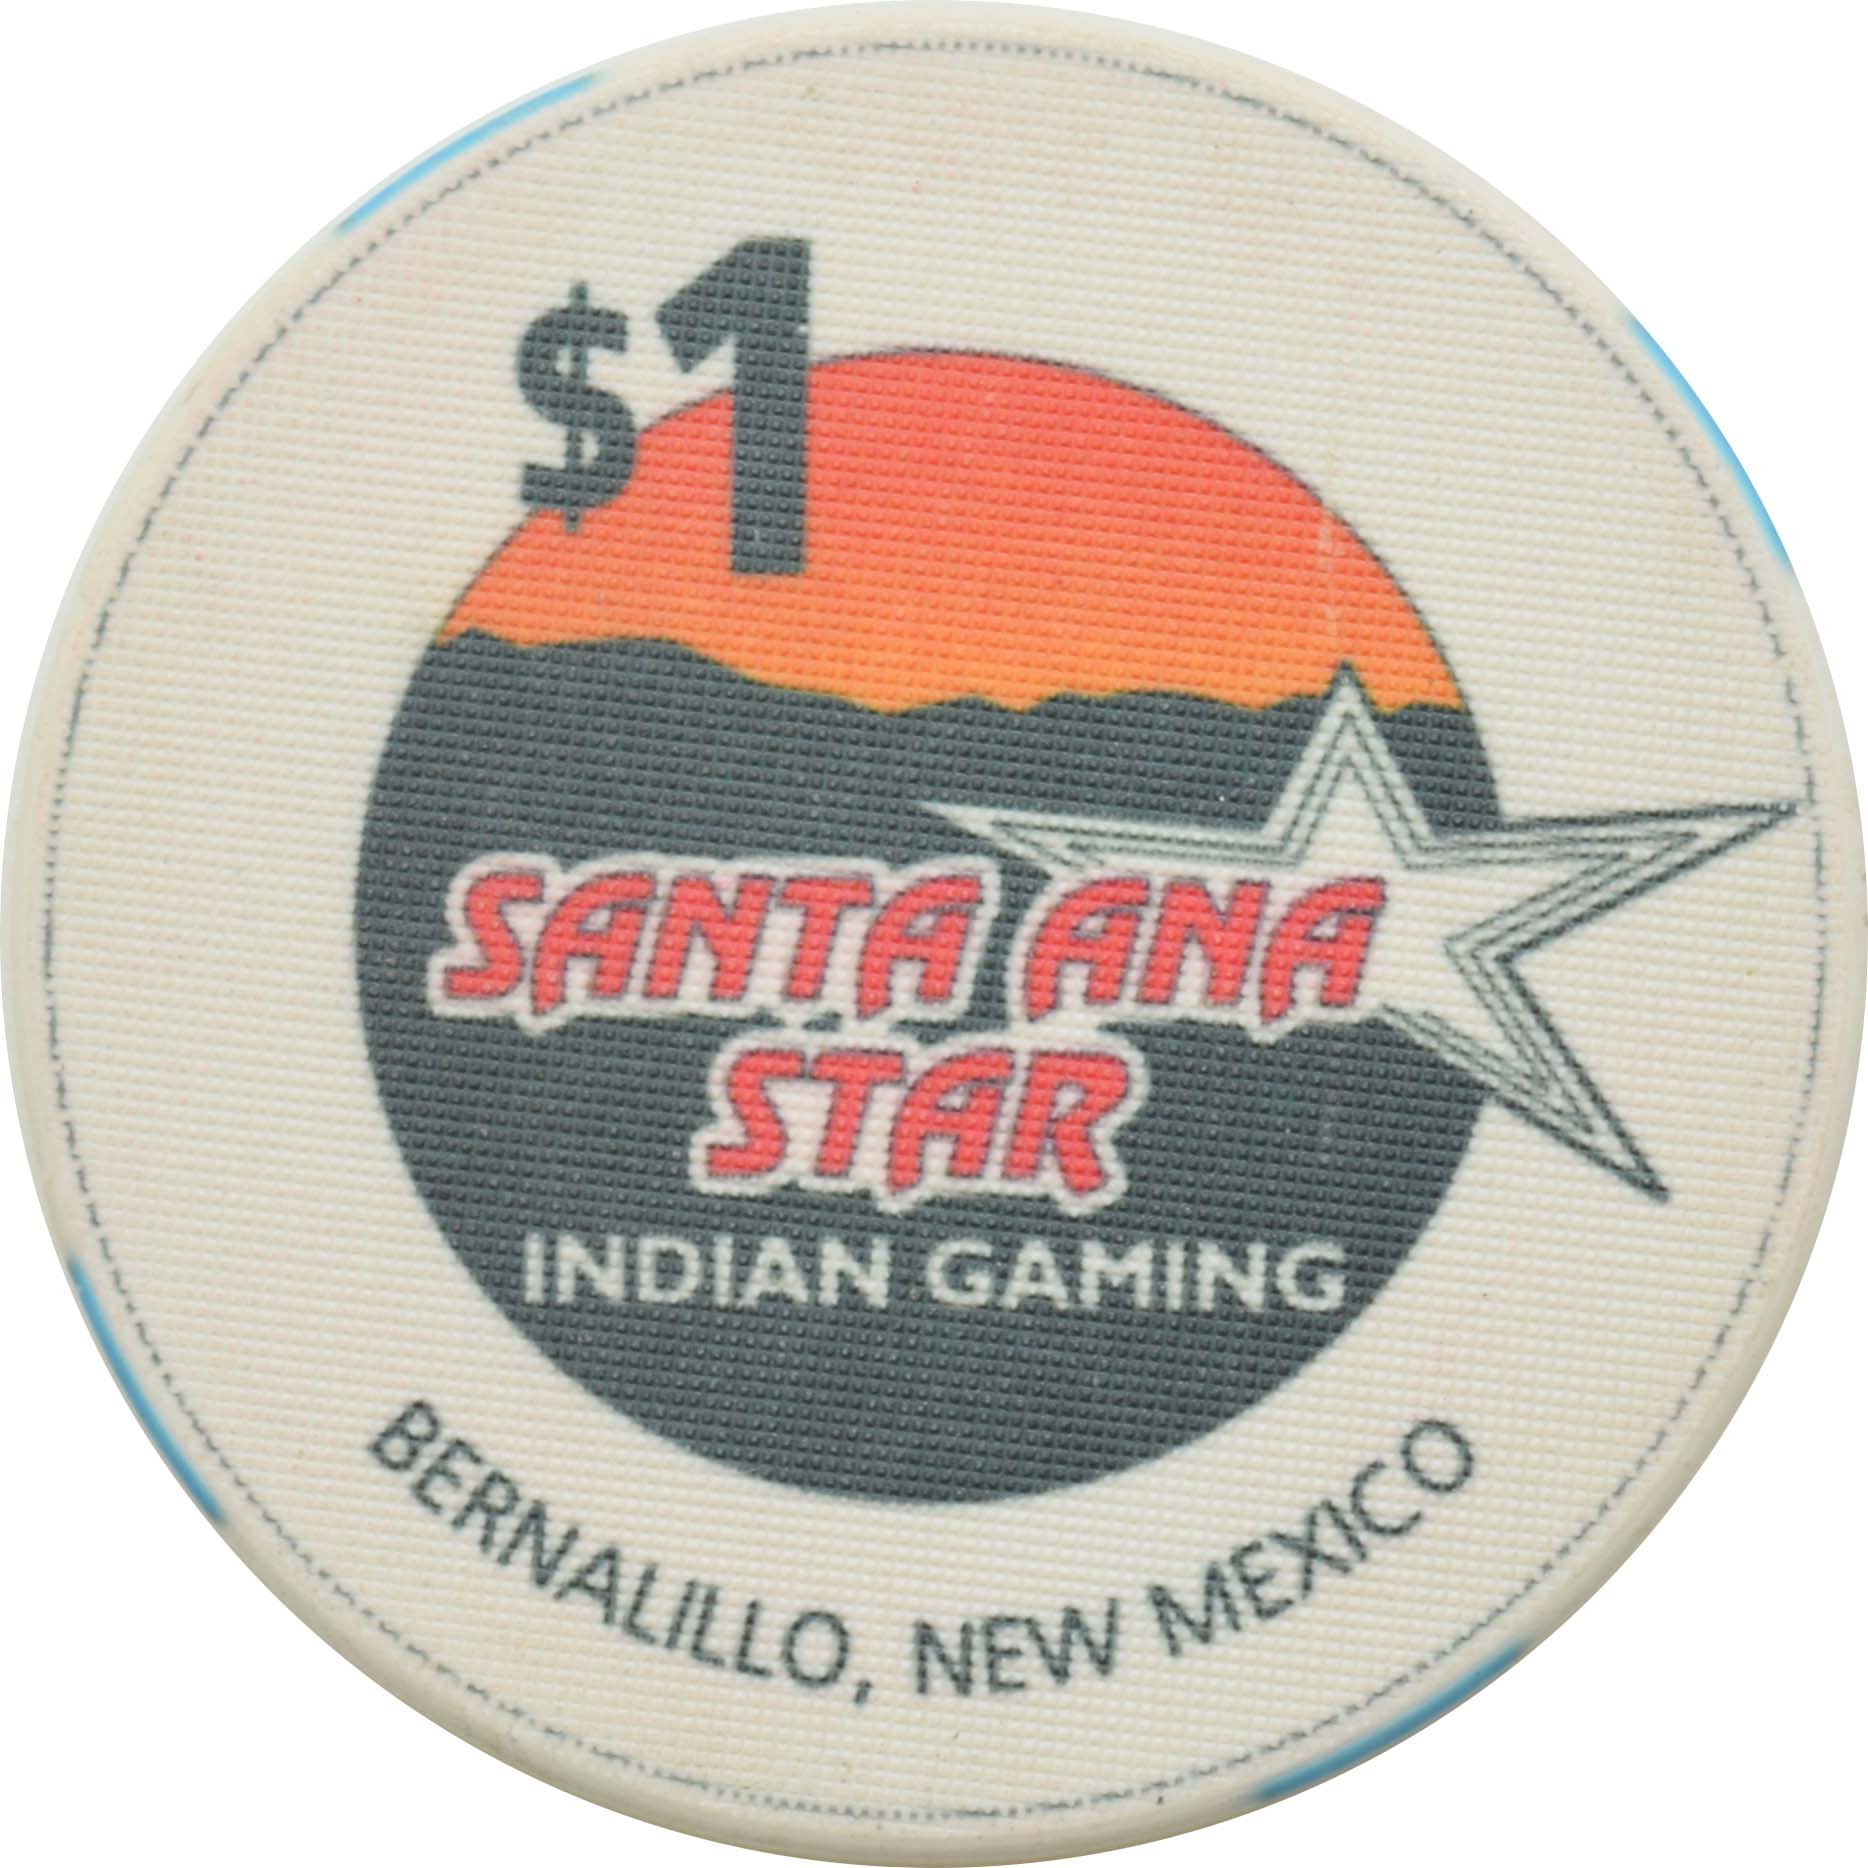 $1
SANTA ANA
STAR
INDIAN GAMING
BERNALILLO, NEW MEXICO